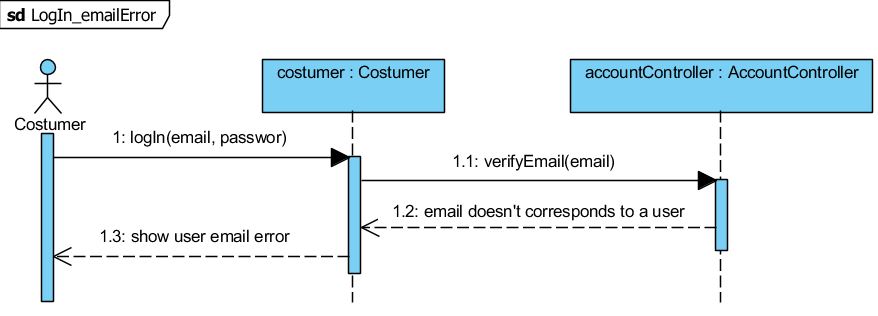 sd LogIn_emailError
costumer : Costumer
accountController : AccountController
Costumer
1: logIn(email, passwor)
1.1: verifyEmail(email)
1.2: email doesn't corresponds to a user
1.3: show user email error